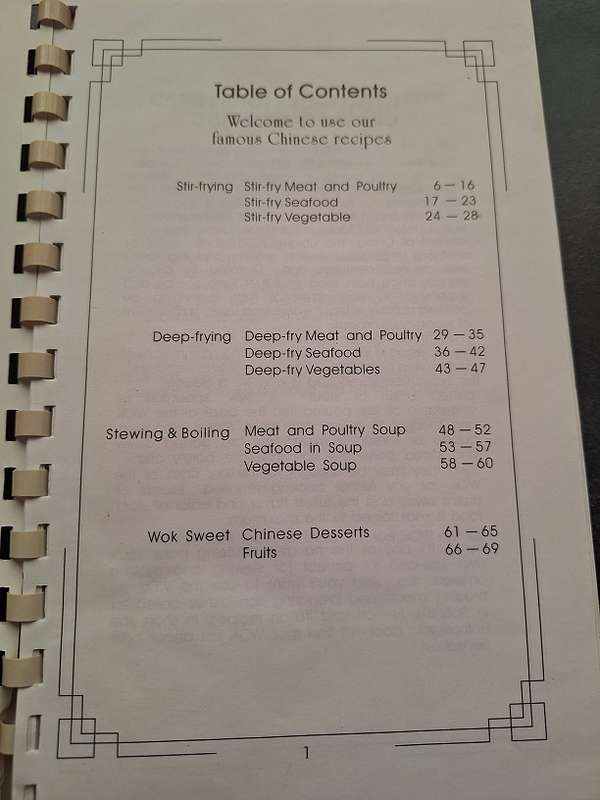 Table of Contents
Welcome to use our
famous Chinese recipes
Stir-frying Stir-fry Meat and Poultry 6 — 16
Stir-fry Seafood 17 — 23
Stir-fry Vegetable 24 — 28
Deep-frying Deep-fry Meat and Poultry 29 — 35
Deep-fry Seafood 36 — 42
Deep-fry Vegetables 43 — 47
Stewing & Boiling Meat and Poultry Soup 48 — 52
Seafood in Soup 53 — 57
Vegetable Soup 58 — 60
Wok Sweet Chinese Desserts 61 — 65
Fruits 66 — 69
1